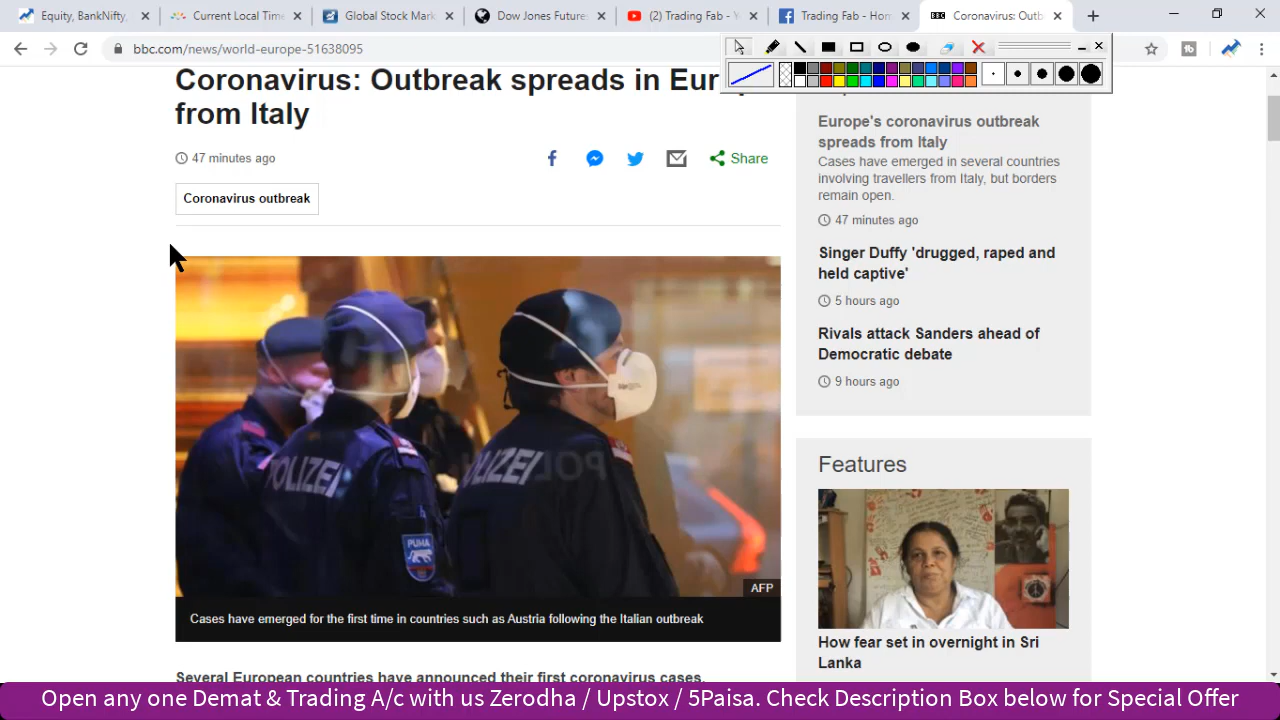 Equity, BankNifty,
Current Local Time
Global Stock Mark
Dow Jones Future
(2) Trading Fab - Y
Trading Fab - Hom
Coronavirus: Outb
bbc.com/news/world-europe-51638095
Coronavirus: Outbreak spreads in Eur
from Italy
47 minutes ago
Share
Coronavirus outbreak
POLIZEI
POLIZEI
PUMA
AFP
Cases have emerged for the first time in countries such as Austria following the Italian outbreak
Several European countries have announced their first coronavirus cases,
Europe's coronavirus outbreak
spreads from Italy
Cases have emerged in several countries
involving travellers from Italy, but borders
remain open.
47 minutes ago
Singer Duffy 'drugged, raped and
held captive'
5 hours ago
Rivals attack Sanders ahead of
Democratic debate
9 hours ago
Features
How fear set in overnight in Sri
Lanka
Open any one Demat & Trading A/c with us Zerodha / Upstox / 5Paisa. Check Description Box below for Special Offer